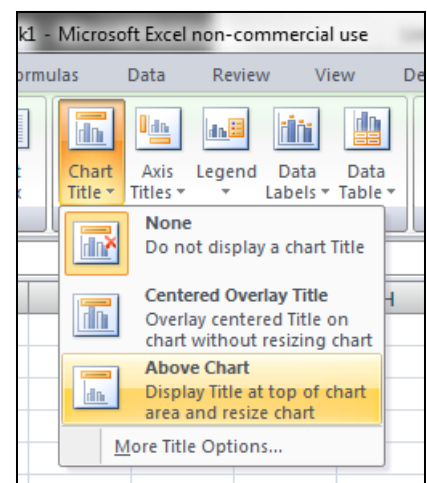 k1 - Microsoft Excel non-commercial use
ormulas Data Review View De
Chart Axis Legend Data Data
Title Titles Labels Table
None
Do not display a chart Title
H
Centered Overlay Title
Overlay centered Title on
chart without resizing chart
Above Chart
Display Title at top of chart
area and resize chart
More Title Options...